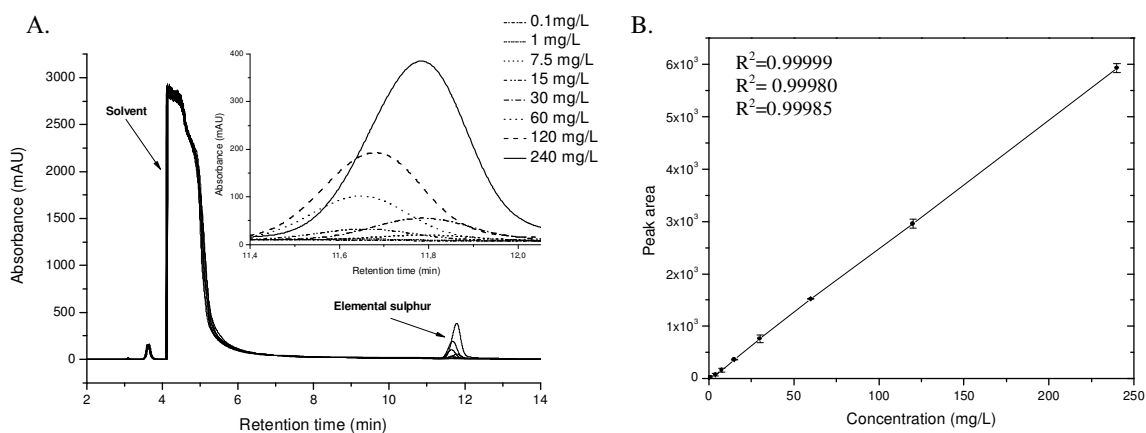 A.
Absorbance (mAU)
3000
2500
2000
1500
1000
500
0
Solvent
Elemental sulphur
2 4 6 8 10 12 14
Retention time (min)
Absorbance (mAU)
400
300
200
100
0
11,4 11,6 11,8 12,0
Retention time (min)
0.1mg/L
1 mg/L
7.5 mg/L
15 mg/L
30 mg/L
60 mg/L
120 mg/L
240 mg/L
B.
R²=0.99999
R²= 0.99980
R²=0.99985
Peak area
6x10³
5x10³
4x10³
3x10³
2x10³
1x10³
0
0 50 100 150 200 250
Concentration (mg/L)